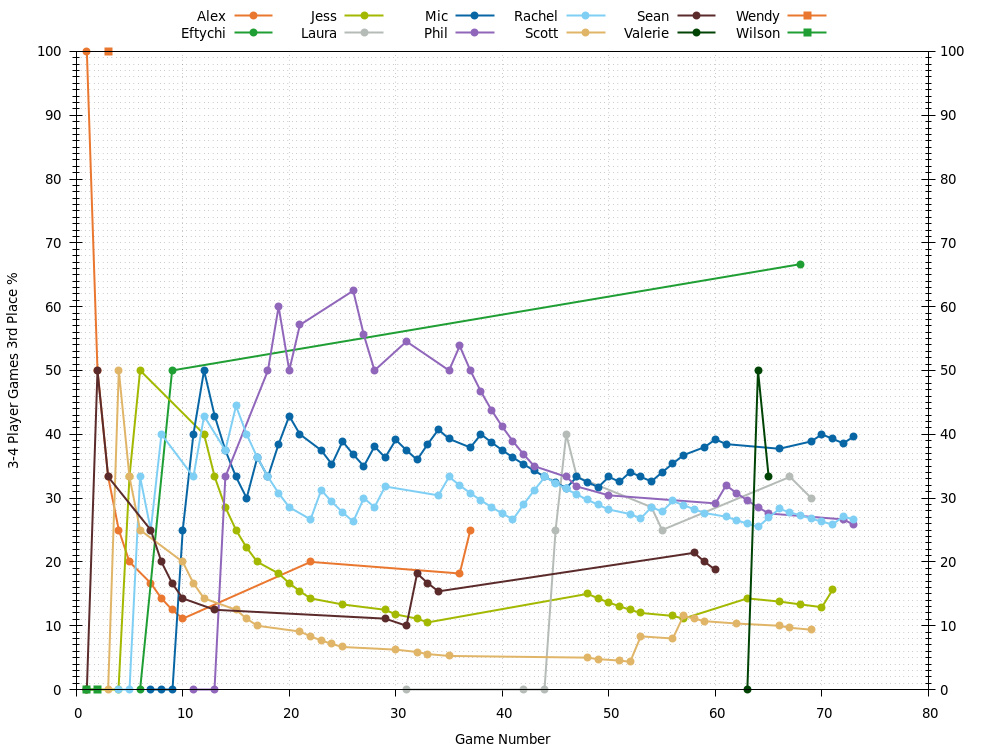 Alex Jess Mic Rachel Sean Wendy
Eftychi Laura Phil Scott Valerie Wilson
100 100
90 90
80 80
70 70
60 60
50 50
40 40
30 30
20 20
10 10
0 0
3-4 Player Games 3rd Place %
0 10 20 30 40 50 60 70 80
Game Number